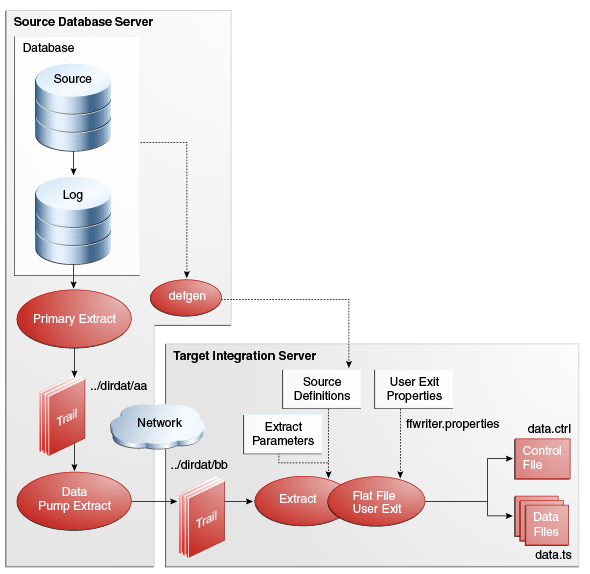 Source Database Server
Database
Source
Log
defgen
Primary Extract
../dirdat/aa
Trail
Network
Data
Pump Extract
../dirdat/bb
Trail
Target Integration Server
Source
Definitions
User Exit
Properties
Extract
Parameters
ffwriter.properties
Extract
Flat File
User Exit
data.ctrl
Control
File
Data
Files
data.ts